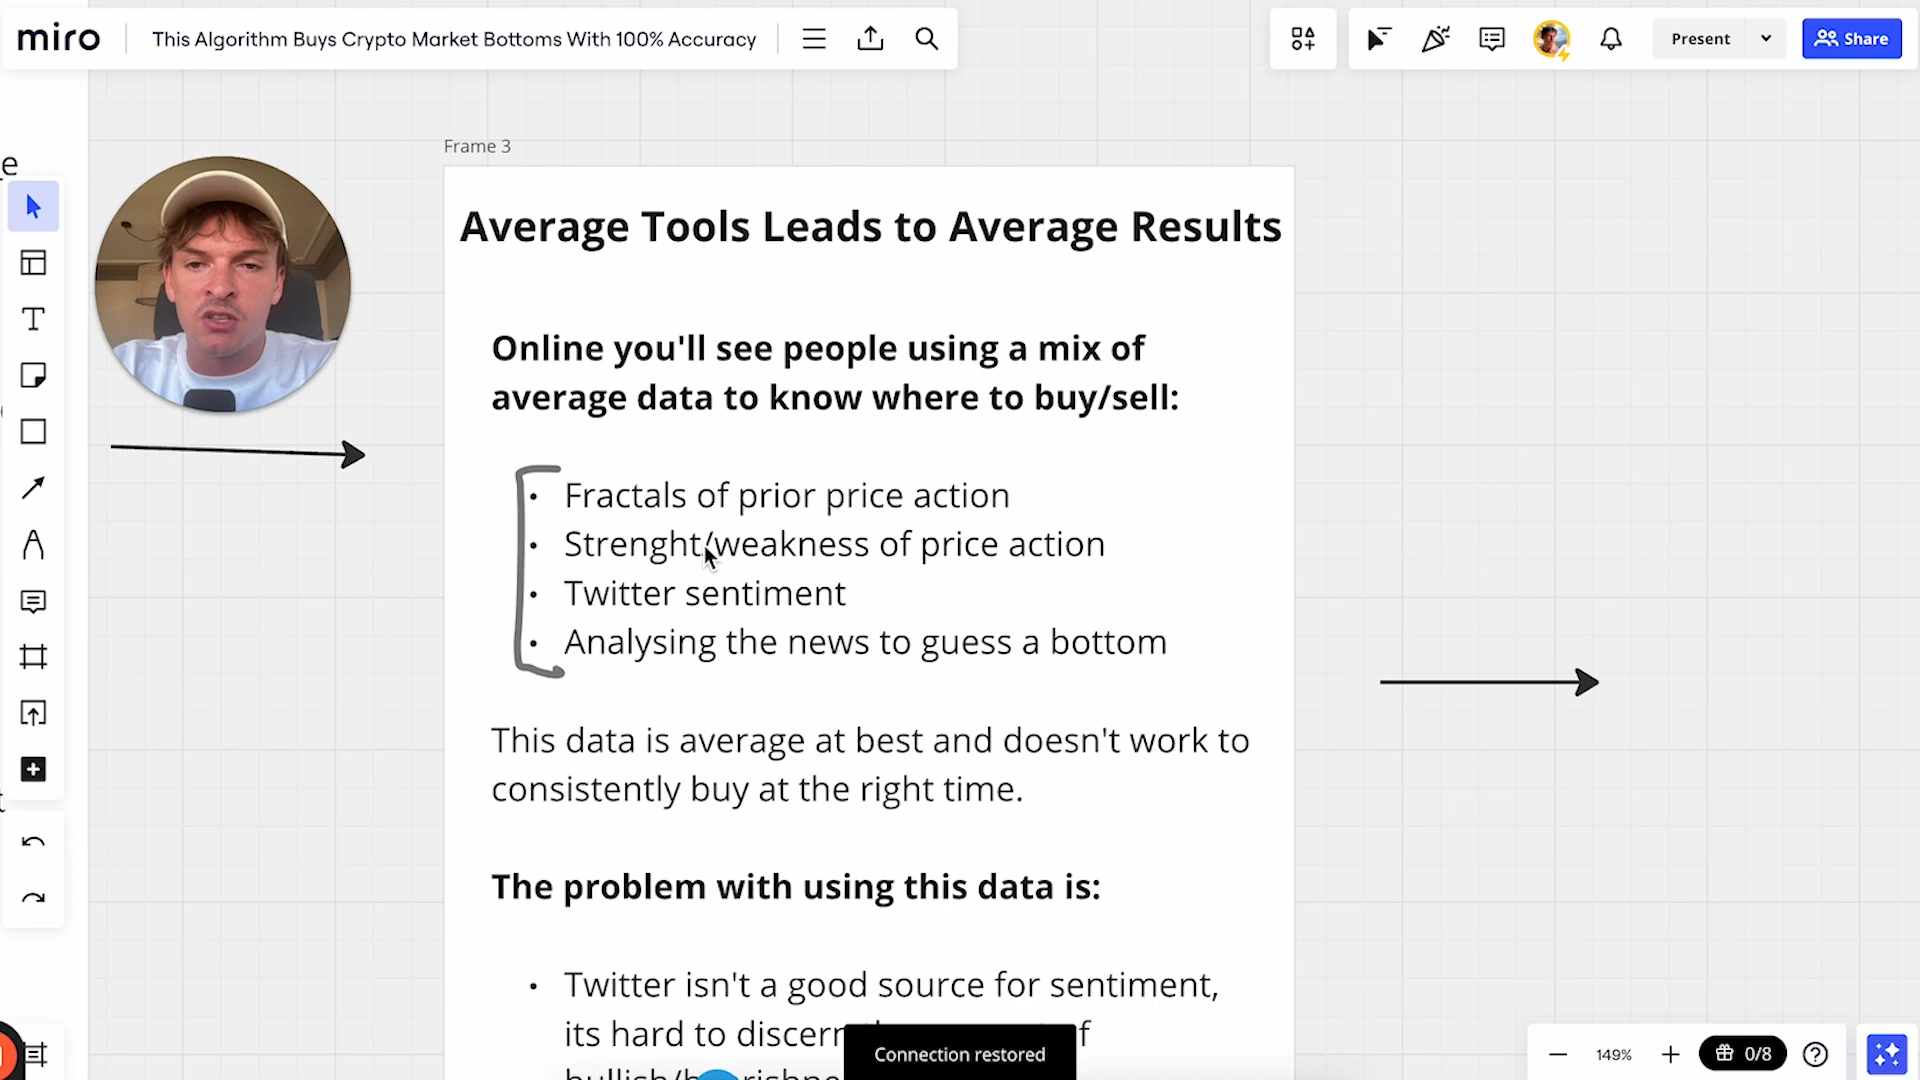 miro
This Algorithm Buys Crypto Market Bottoms With 100% Accuracy
Present
Share
Frame 3
e
Average Tools Leads to Average Results
Online you'll see people using a mix of
average data to know where to buy/sell:
• Fractals of prior price action
• Strenght/weakness of price action
• Twitter sentiment
• Analysing the news to guess a bottom
This data is average at best and doesn't work to
consistently buy at the right time.
The problem with using this data is:
• Twitter isn't a good source for sentiment,
its hard to discern
Connection restored
149%
0/8